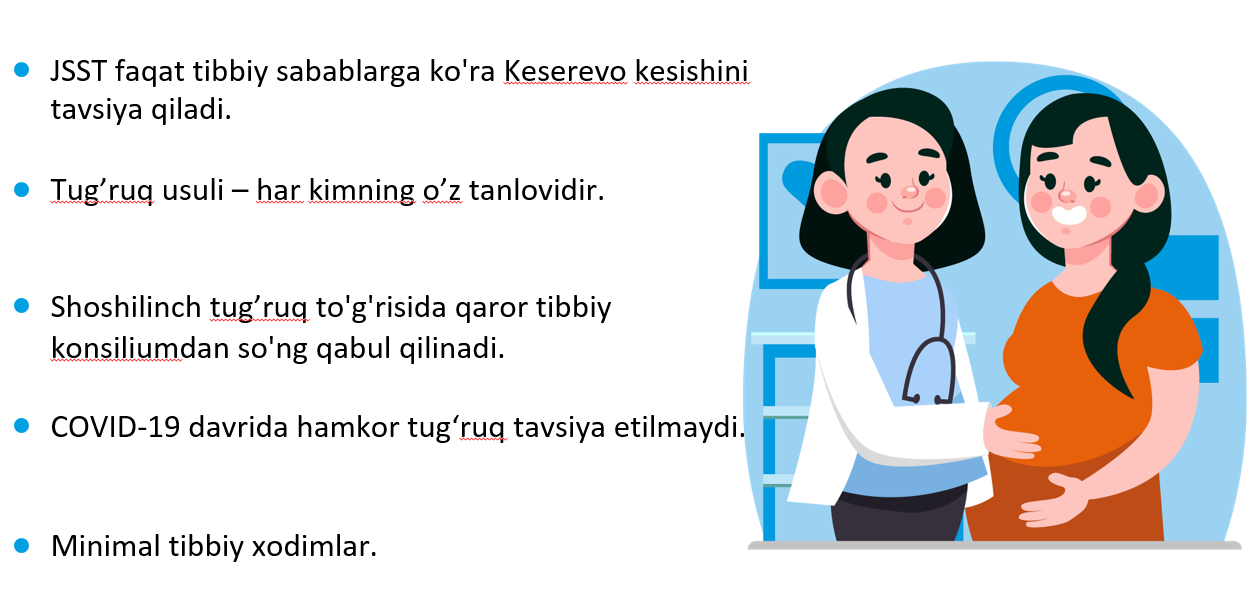 JSST faqat tibbiy sabablarga ko'ra Keserevo kesishini
tavsiya qiladi.
Tug’ruq usuli – har kimning o’z tanlovidir.
Shoshilinch tug’ruq to'g'risida qaror tibbiy
konsiliumdan so'ng qabul qilinadi.
COVID-19 davrida hamkor tug‘ruq tavsiya etilmaydi.
Minimal tibbiy xodimlar.